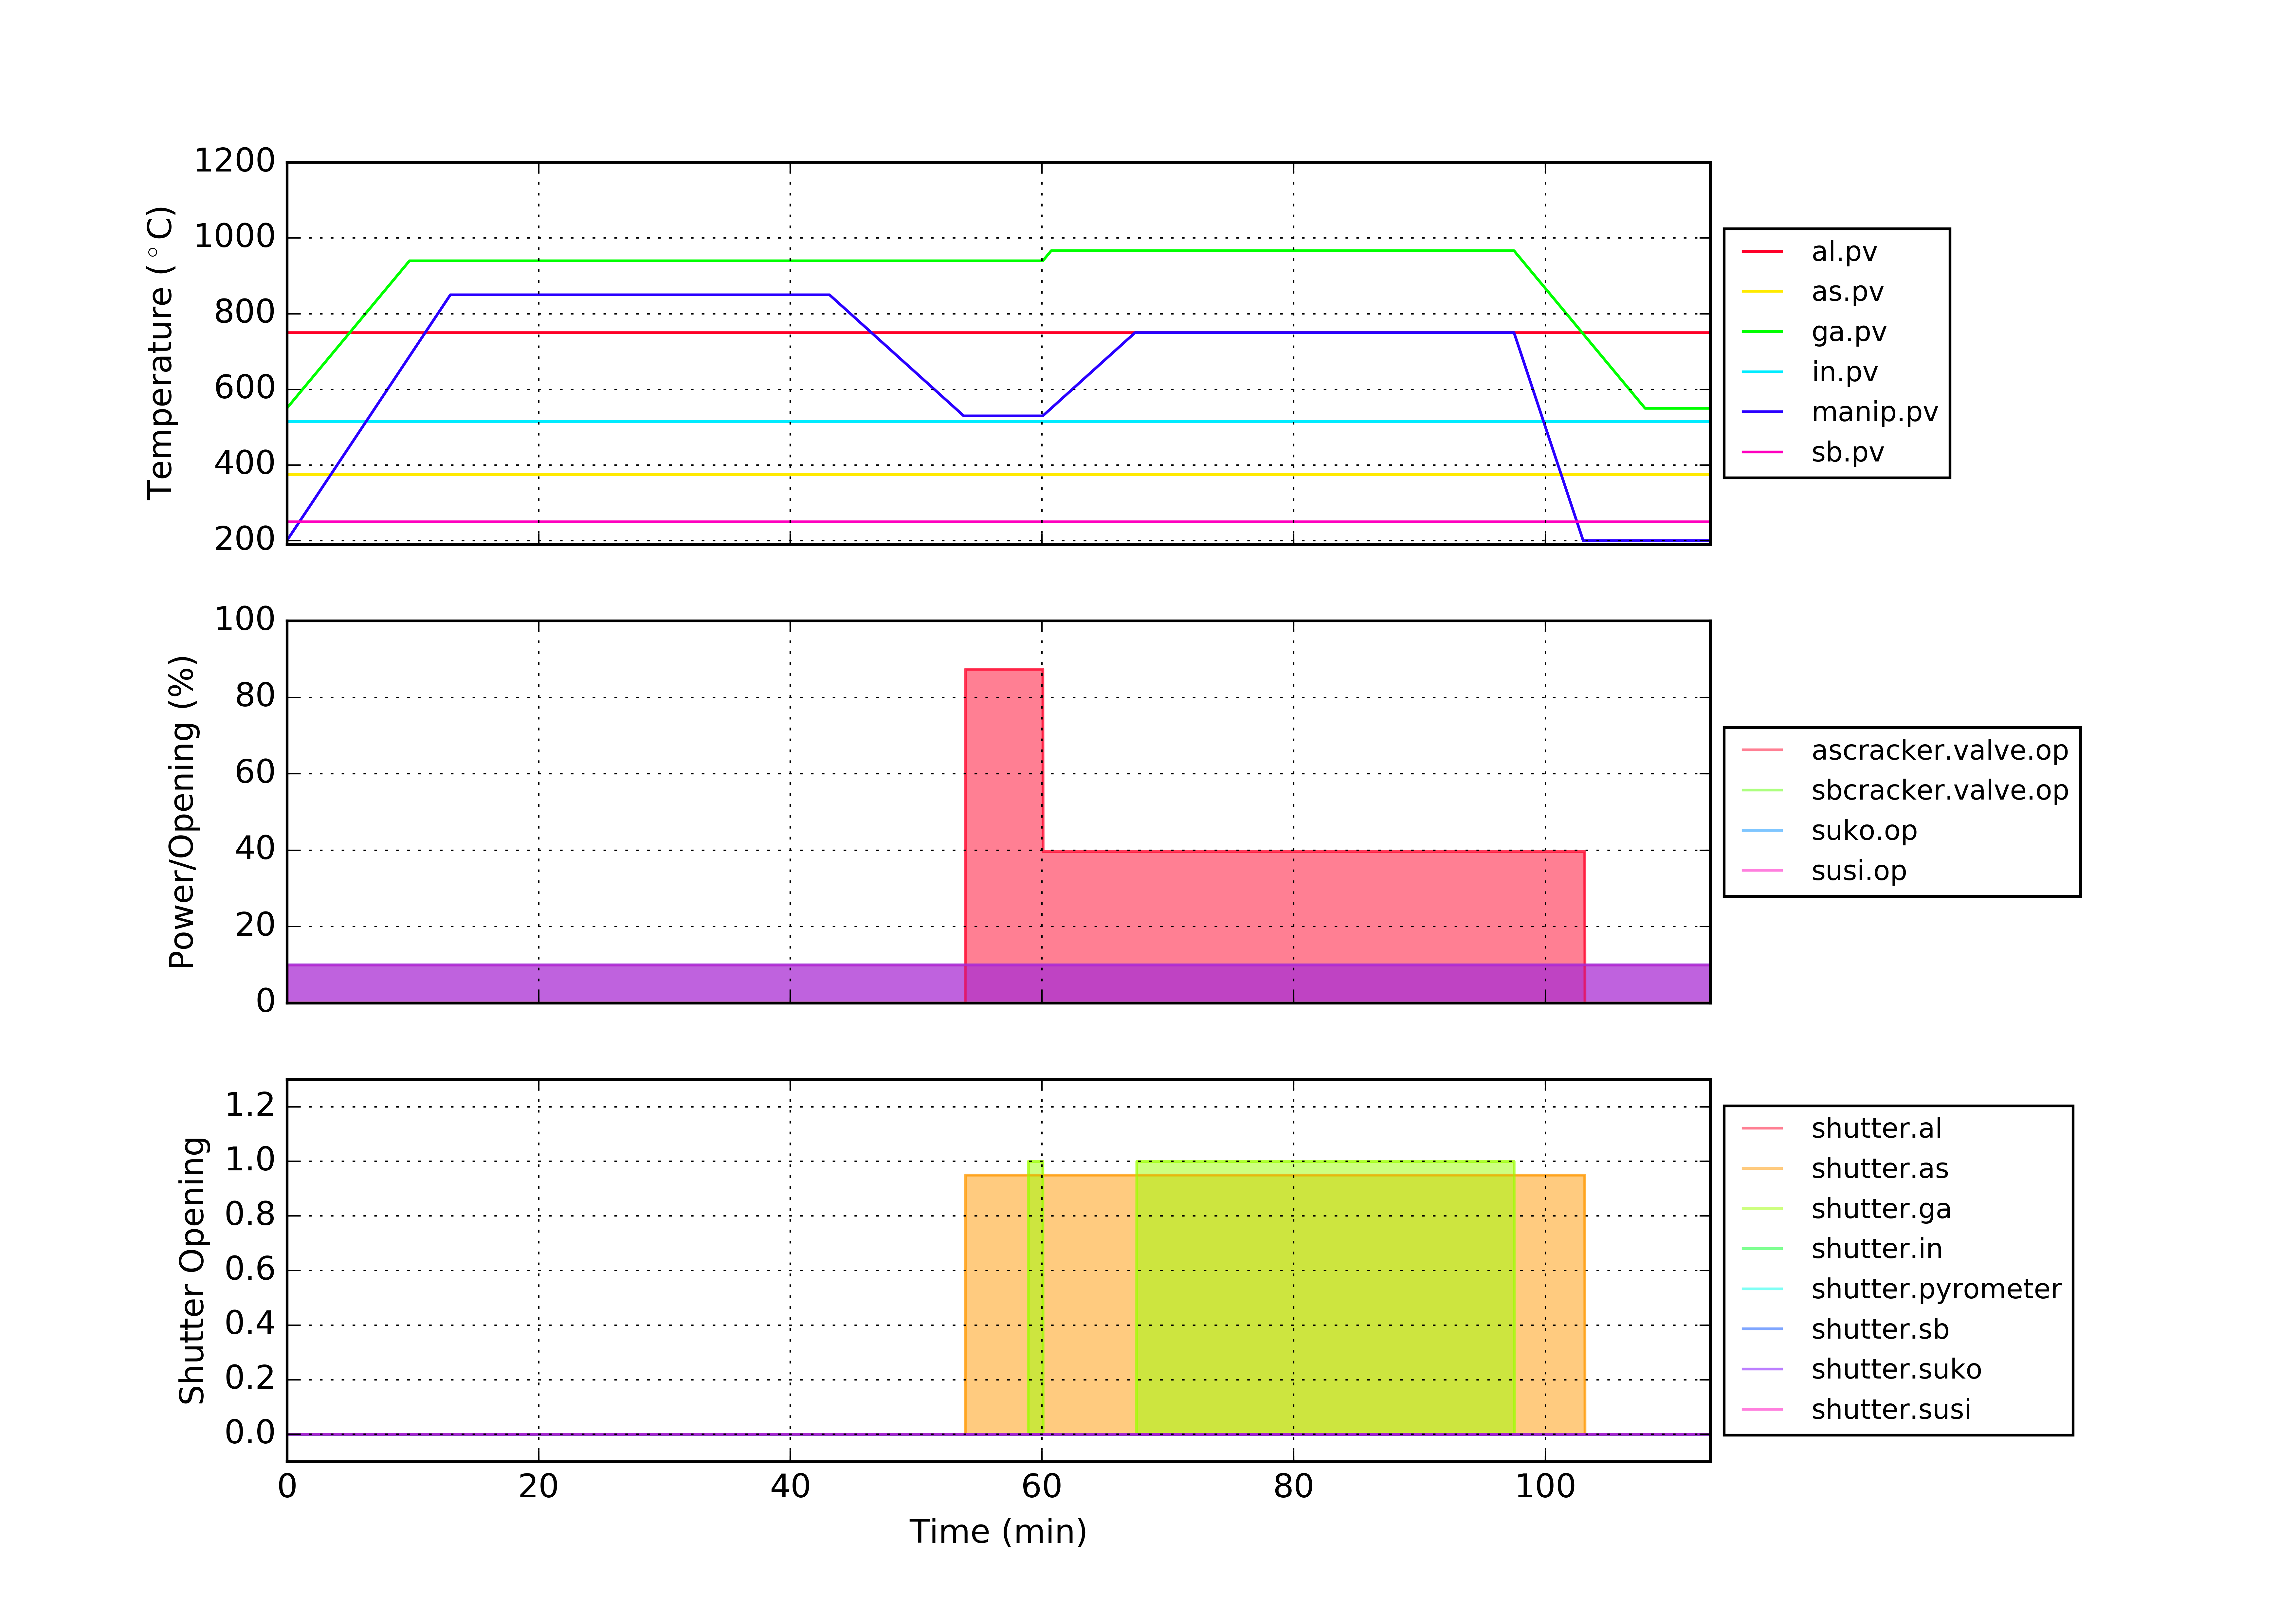 1200
1000
800
600
400
200
Temperature (°C)
al.pv
as.pv
ga.pv
in.pv
manip.pv
sb.pv
100
80
60
40
20
0
Power/Opening (%)
ascracker.valve.op
sbcracker.valve.op
suko.op
susi.op
1.2
1.0
0.8
0.6
0.4
0.2
0.0
Shutter Opening
shutter.al
shutter.as
shutter.ga
shutter.in
shutter.pyrometer
shutter.sb
shutter.suko
shutter.susi
0 20 40 60 80 100
Time (min)